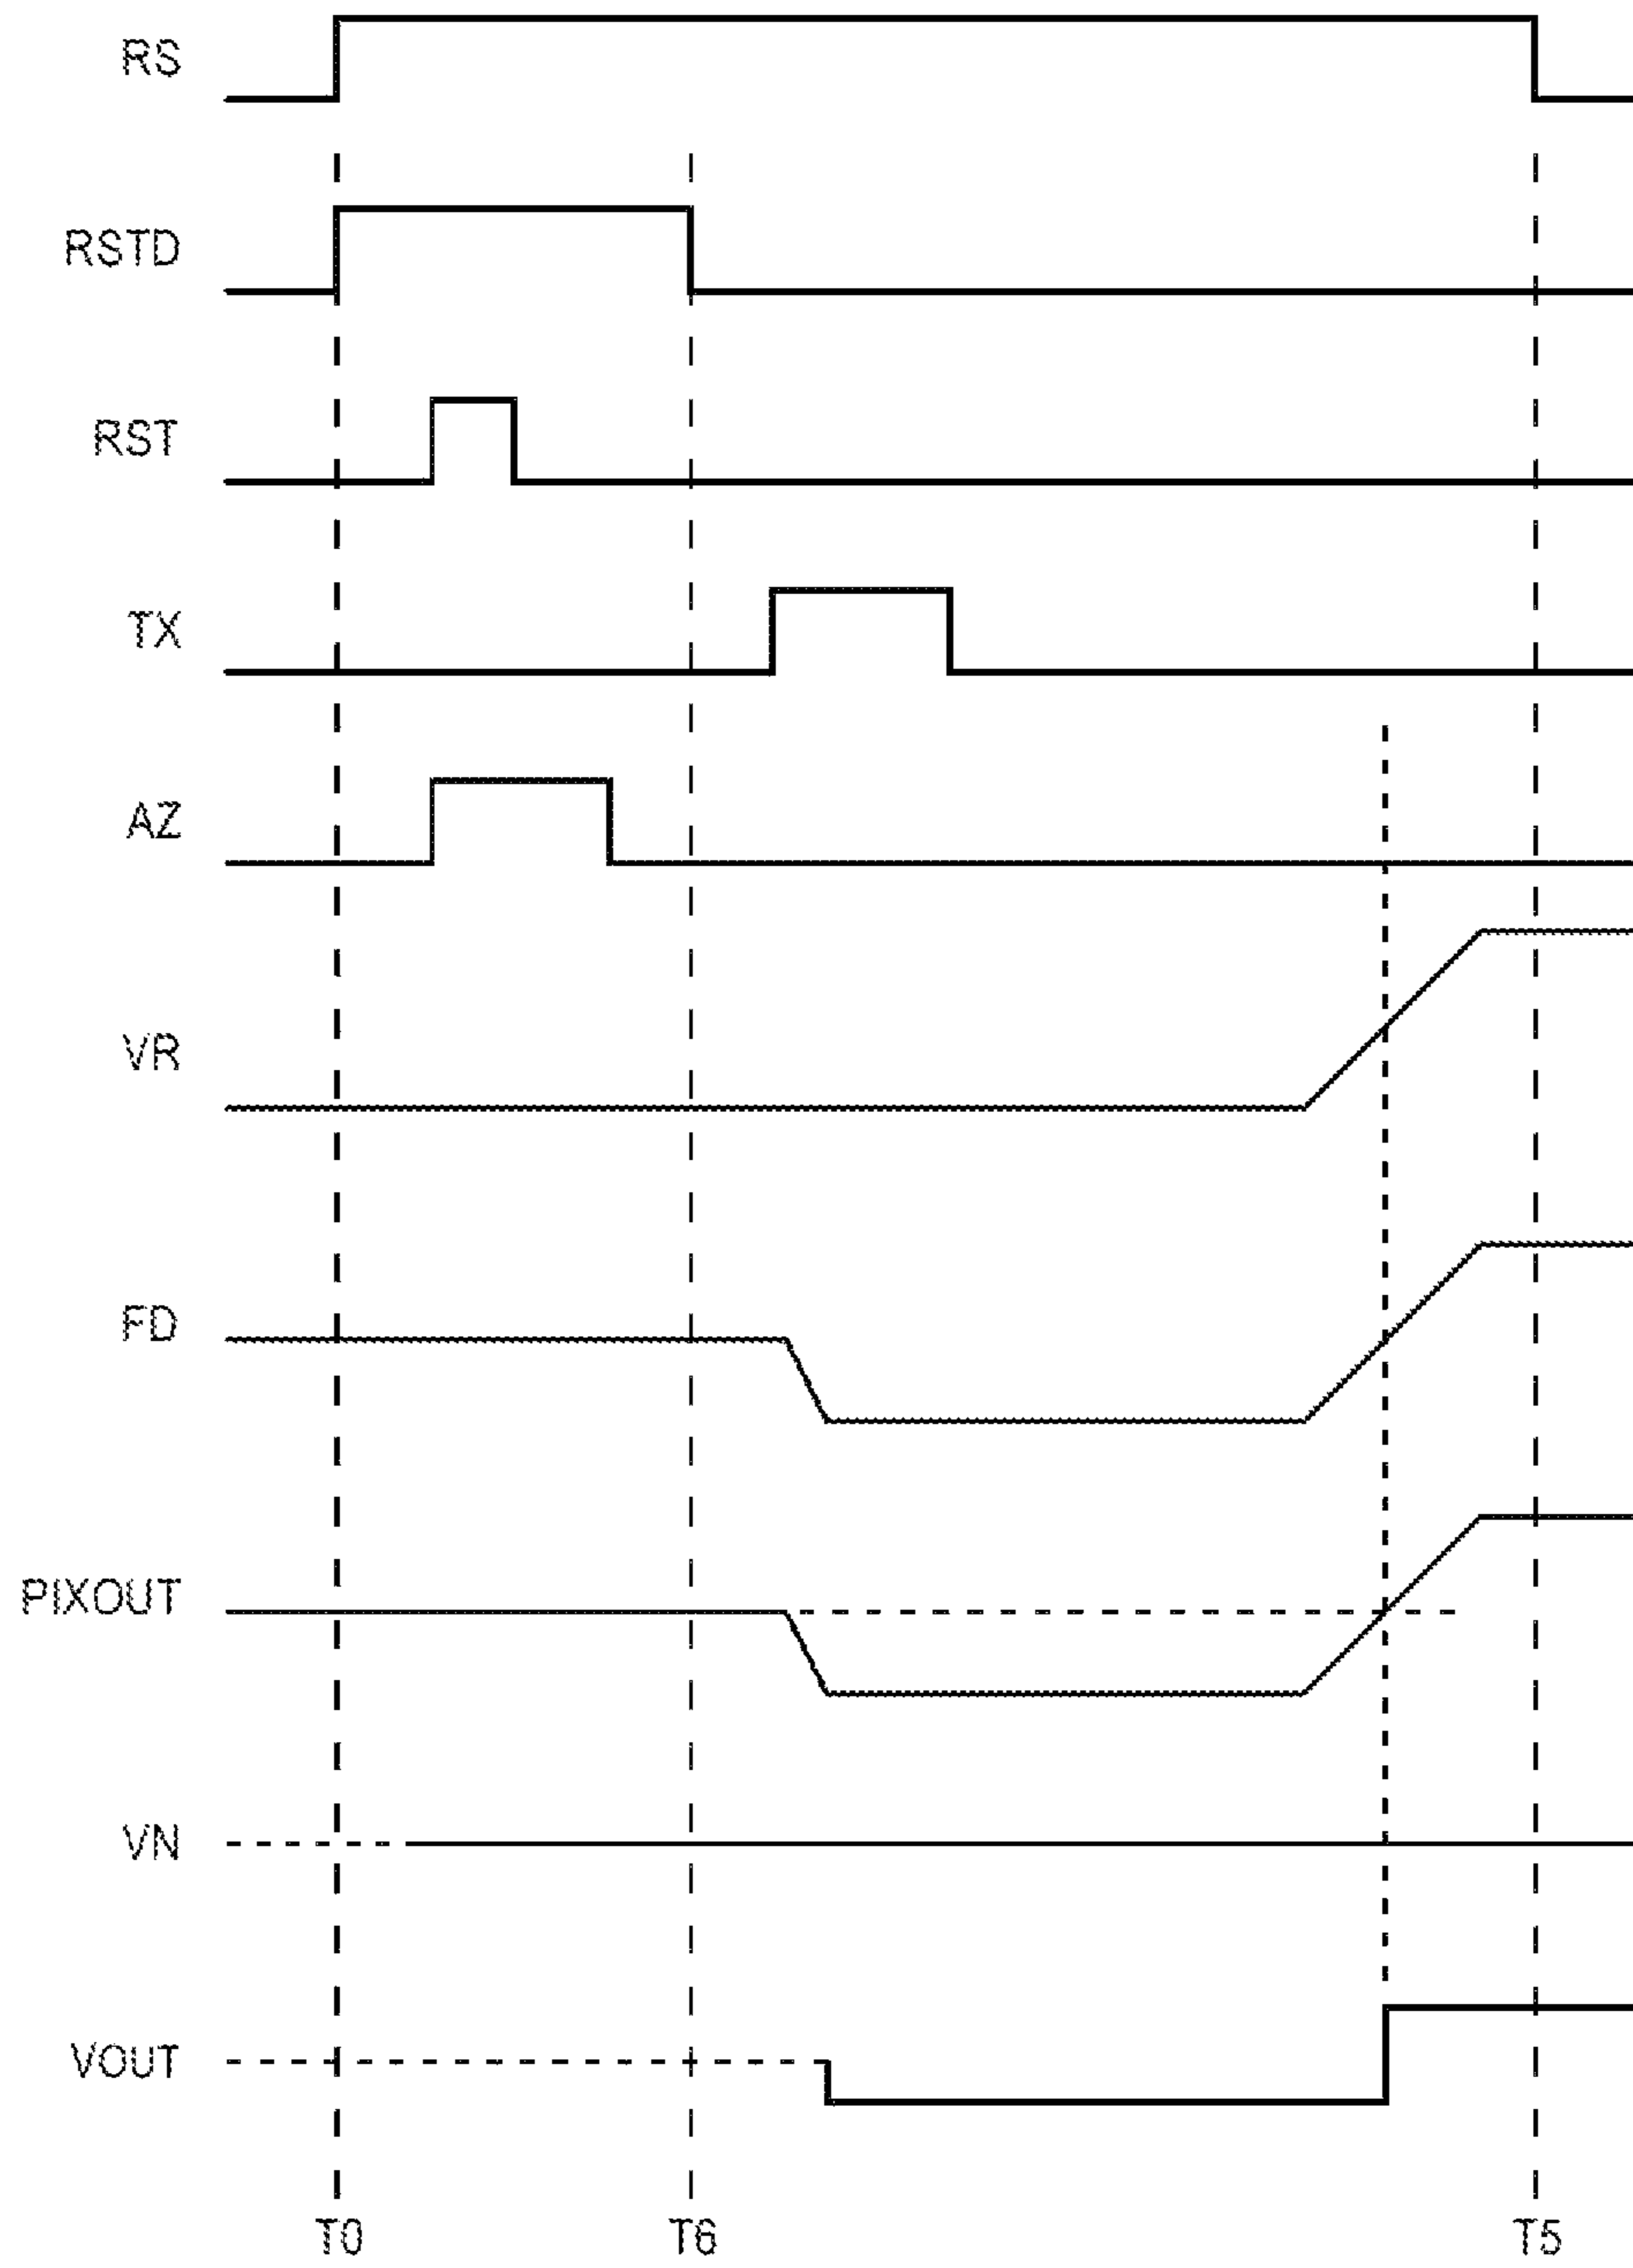 RS
RSTD
RST
TX
AZ
VR
FD
PIXOUT
VN
VOUT
T0 T6 T5